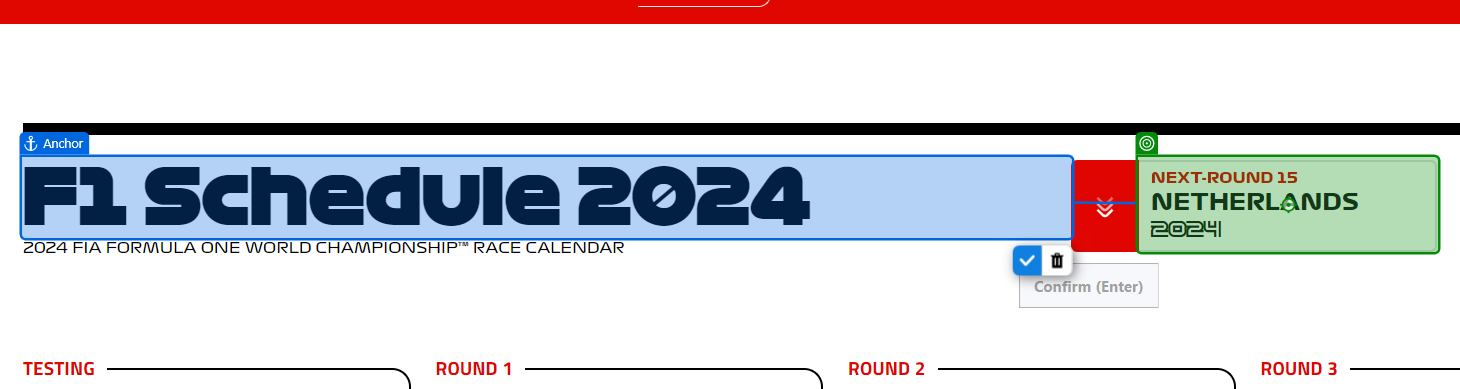 Anchor
F1 Schedule 2024
2024 FIA FORMULA ONE WORLD CHAMPIONSHIP™ RACE CALENDAR
NEXT-ROUND 15
NETHERLANDS
2024
Confirm (Enter)
TESTING
ROUND 1
ROUND 2
ROUND 3